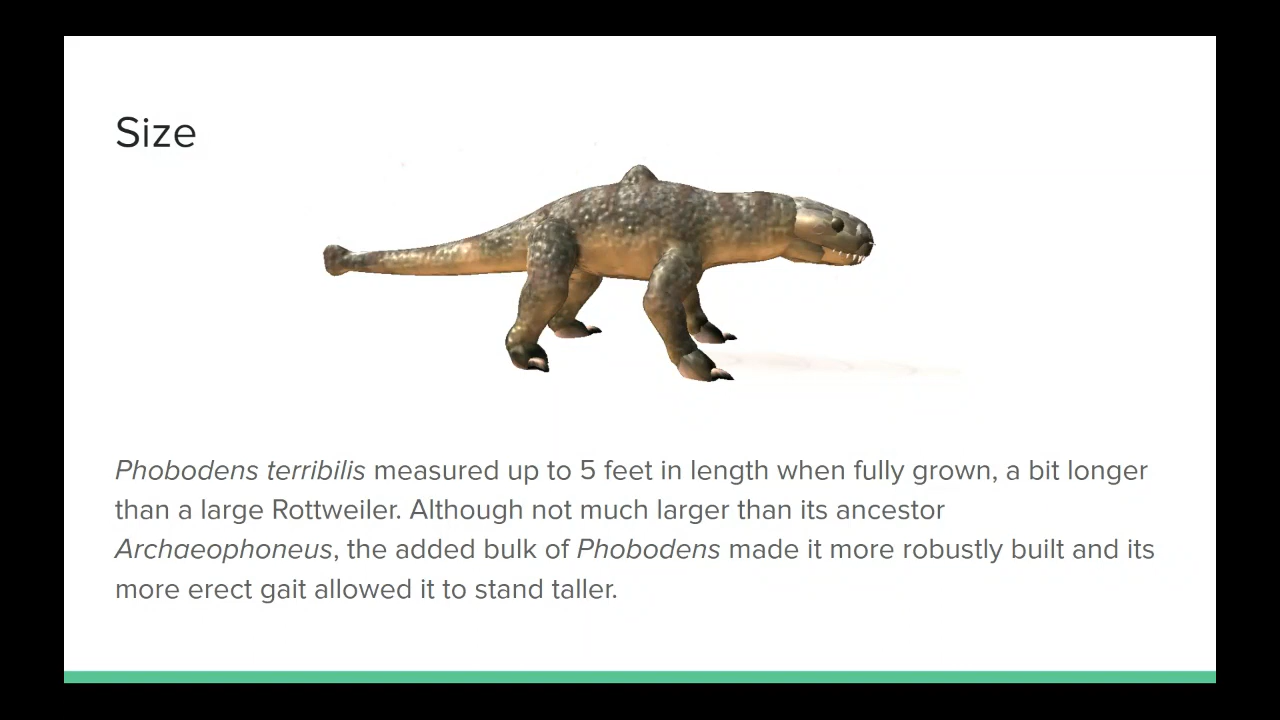 Size
Phobodens terribilis measured up to 5 feet in length when fully grown, a bit longer
than a large Rottweiler. Although not much larger than its ancestor
Archaeophoneus, the added bulk of Phobodens made it more robustly built and its
more erect gait allowed it to stand taller.